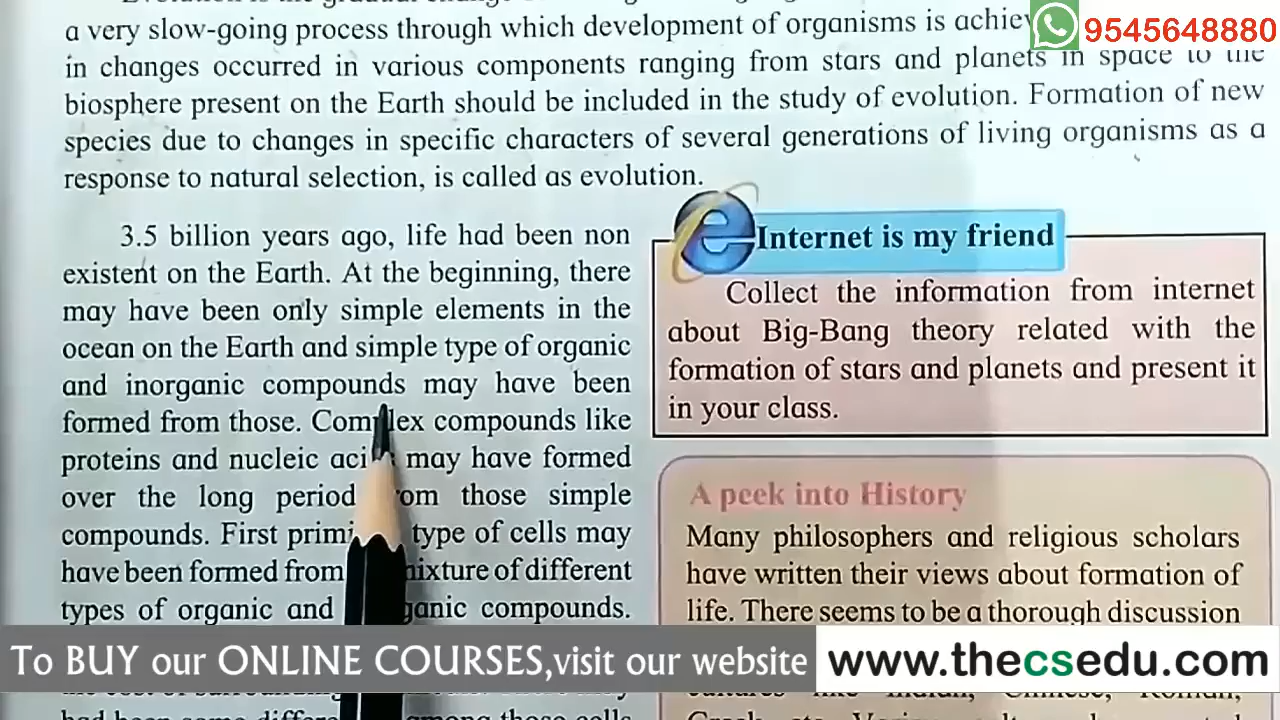 a very slow-going process through which development of organisms is
9545648880
in changes occurred in various components ranging from stars and planets in space to the
biosphere present on the Earth should be included in the study of evolution. Formation of new
species due to changes in specific characters of several generations of living organisms as a
response to natural selection, is called as evolution.
3.5 billion years ago, life had been non
existent on the Earth. At the beginning, there
may have been only simple elements in the
ocean on the Earth and simple type of organic
and inorganic compounds may have been
formed from those. Complex compounds like
proteins and nucleic may have formed
over the long period those simple
compounds. First type of cells may
have been formed from of different
types of organic and compounds.
Internet is my friend
Collect the information from internet
about Big-Bang theory related with the
formation of stars and planets and present it
in your class.
A peek into History
Many philosophers and religious scholars
have written their views about formation of
life. There seems to be a thorough discussion
To BUY our ONLINE COURSES,visit our website
www.thecsedu.com